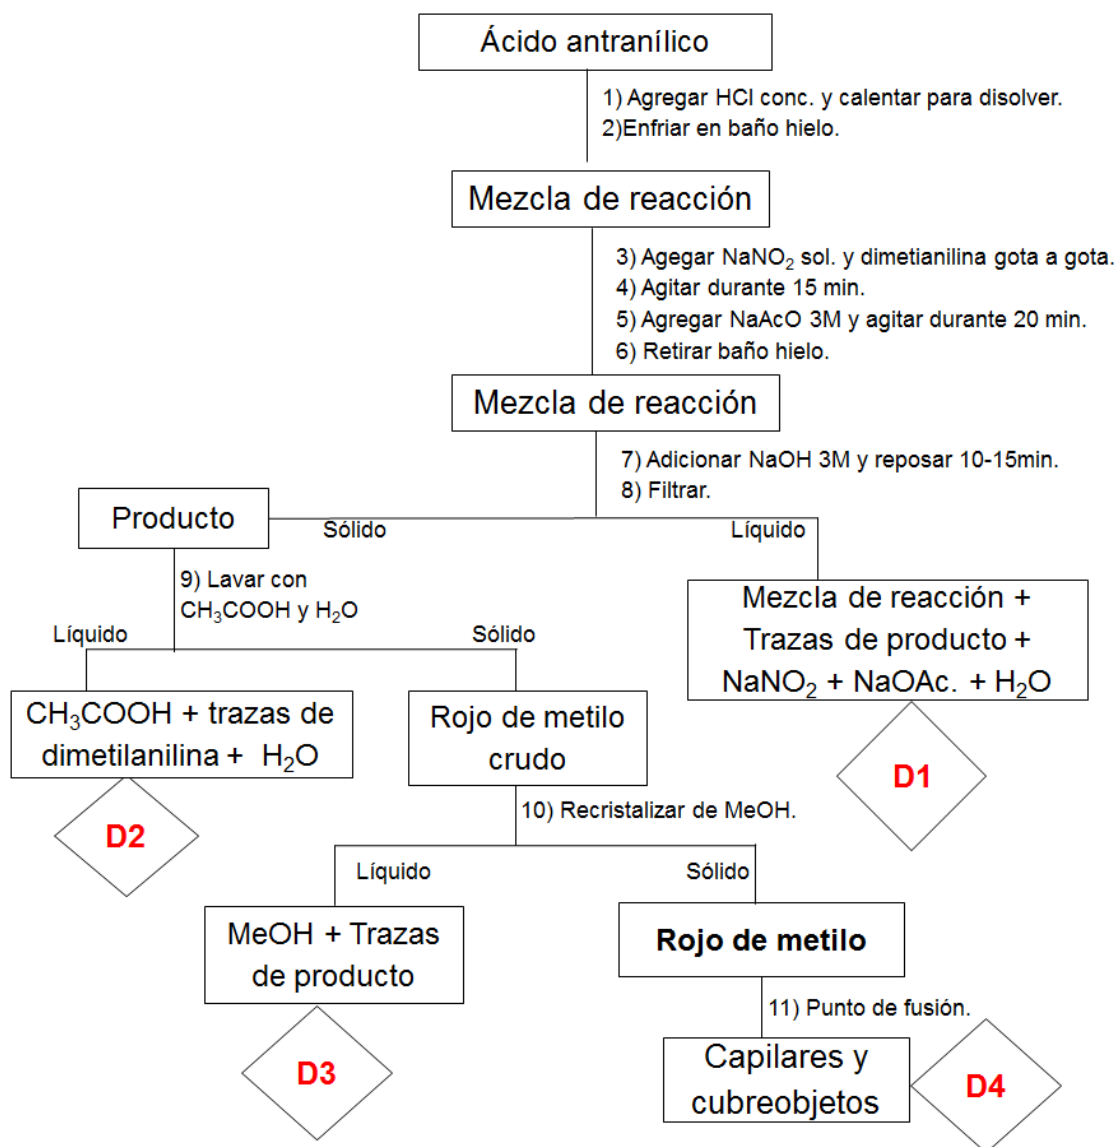 Ácido antranílico
1) Agregar HCl conc. y calentar para disolver.
2)Enfriar en baño hielo.
Mezcla de reacción
3) Agegar NaNO₂ sol. y dimetianilina gota a gota.
4) Agitar durante 15 min.
5) Agregar NaAcO 3M y agitar durante 20 min.
6) Retirar baño hielo.
Mezcla de reacción
7) Adicionar NaOH 3M y reposar 10-15min.
8) Filtrar.
Producto
Sólido
Líquido
9) Lavar con
CH₃COOH y H₂O
Líquido
Sólido
Mezcla de reacción +
Trazas de producto +
NaNO₂ + NaOAc. + H₂O
D1
CH₃COOH + trazas de
dimetilanilina + H₂O
D2
Rojo de metilo
crudo
10) Recristalizar de MeOH.
Líquido
Sólido
MeOH + Trazas
de producto
D3
Rojo de metilo
11) Punto de fusión.
Capilares y
cubreobjetos
D4